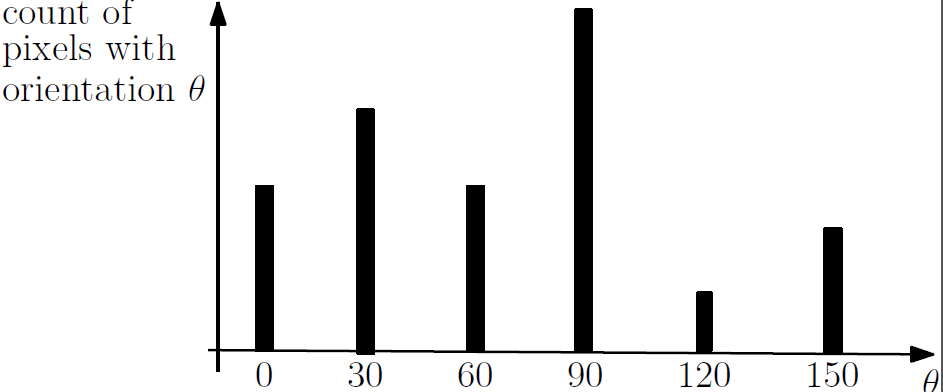 count of
pixels with
orientation θ
0 30 60 90 120 150 θ